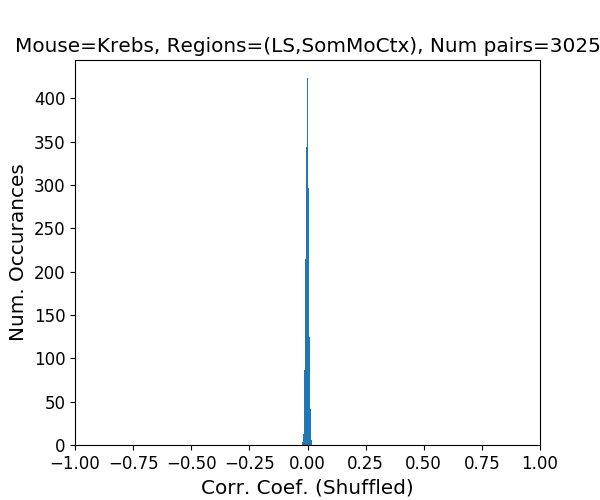 Mouse=Krebs, Regions=(LS,SomMoCtx), Num pairs=3025
Num. Occurances
400
350
300
250
200
150
100
50
0
−1.00 −0.75 −0.50 −0.25 0.00 0.25 0.50 0.75 1.00
Corr. Coef. (Shuffled)